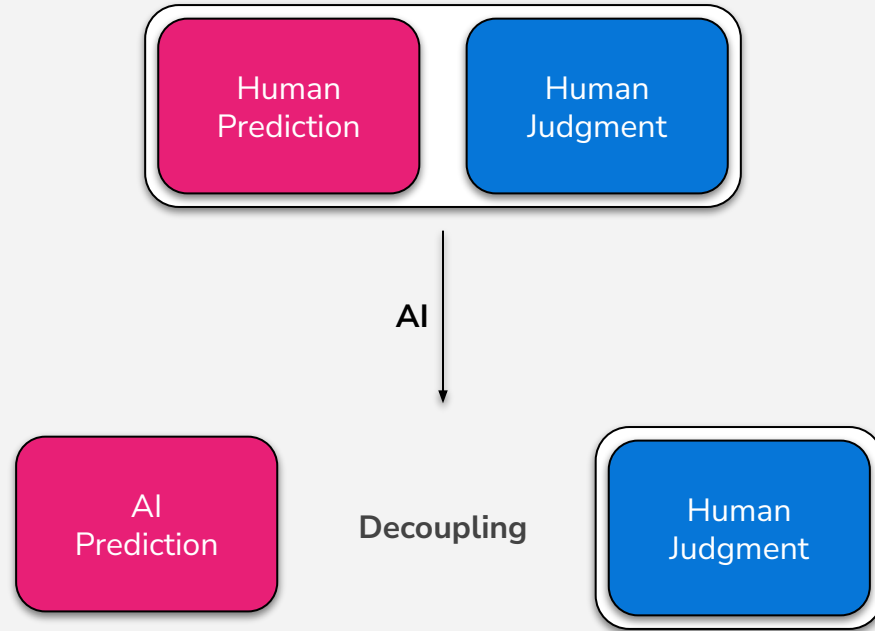 Human
Prediction
Human
Judgment
AI
AI
Prediction
Decoupling
Human
Judgment